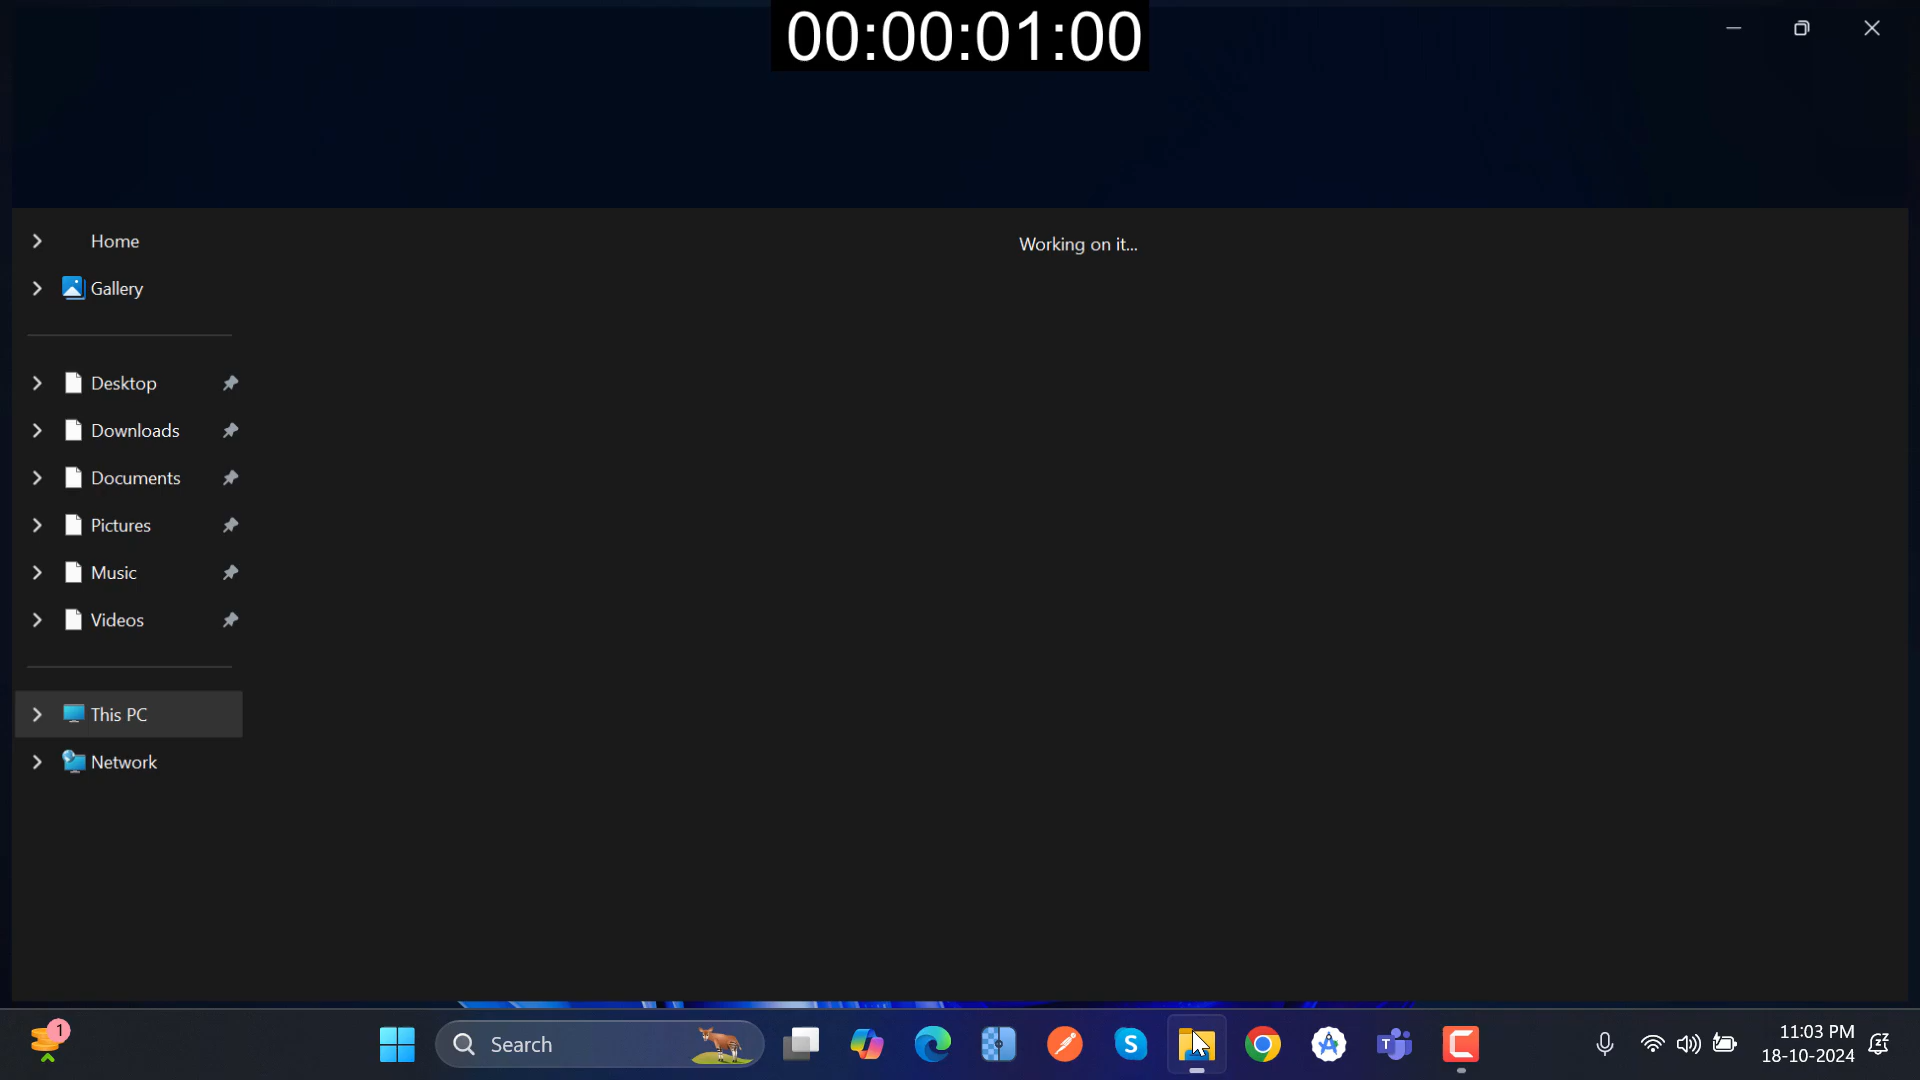 00:00:01:00
Home
Working on it...
Gallery
Desktop
Downloads
Documents
Pictures
Music
Videos
This PC
Network
1
Search
S
T
C
11:03 PM
18-10-2024